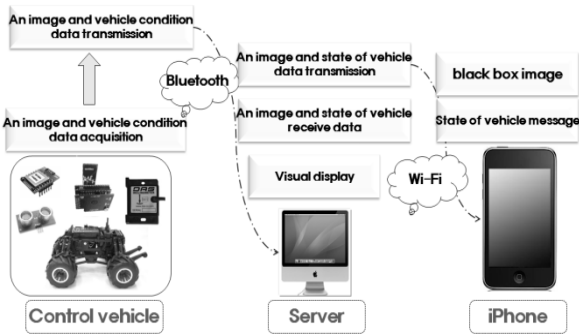 An image and vehicle condition
data transmission
An image and vehicle condition
data acquisition
Control vehicle
Bluetooth
An image and state of vehicle
data transmission
An image and state of vehicle
receive data
Visual display
Server
Wi-Fi
black box image
State of vehicle message
iPhone